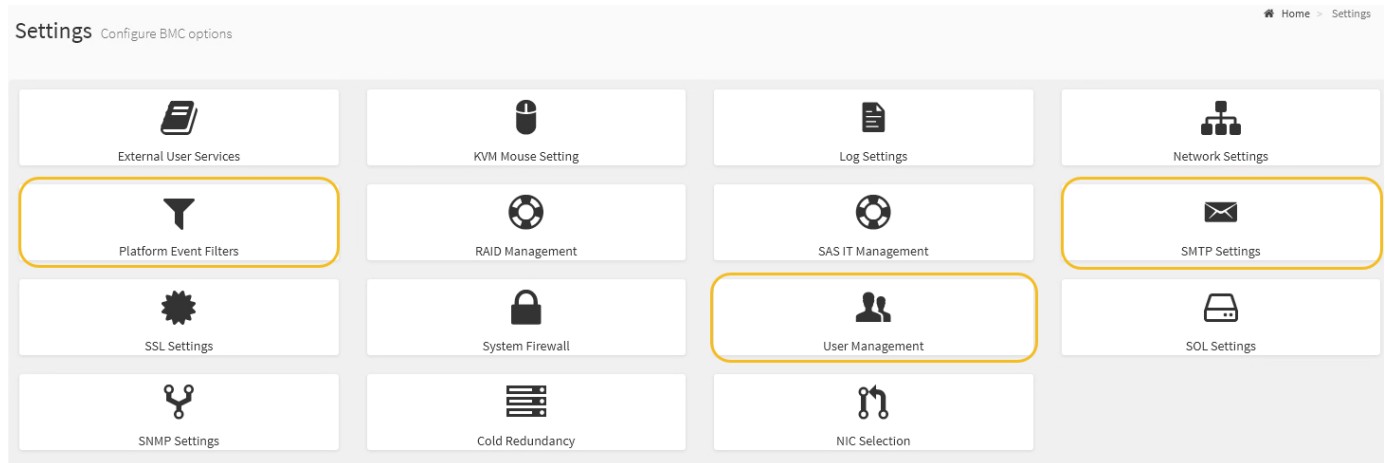 Home > Settings
Settings Configure BMC options
External User Services
KVM Mouse Setting
Log Settings
Network Settings
Platform Event Filters
RAID Management
SAS IT Management
SMTP Settings
SSL Settings
System Firewall
User Management
SOL Settings
SNMP Settings
Cold Redundancy
NIC Selection